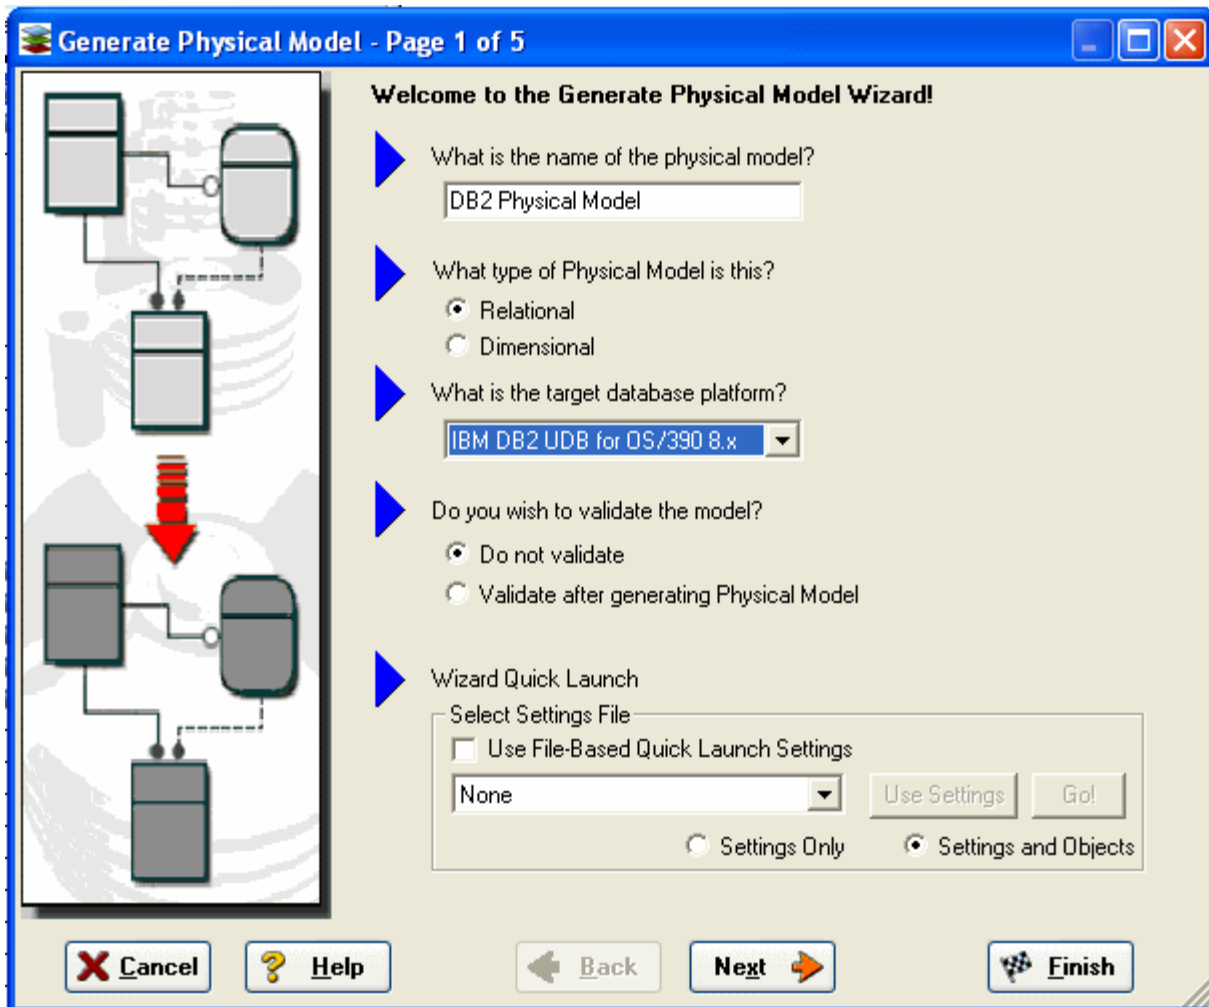 Generate Physical Model - Page 1 of 5
Welcome to the Generate Physical Model Wizard!
What is the name of the physical model?
DB2 Physical Model
What type of Physical Model is this?
Relational
Dimensional
What is the target database platform?
IBM DB2 UDB for OS/390 8.x
Do you wish to validate the model?
Do not validate
Validate after generating Physical Model
Wizard Quick Launch
Select Settings File
Use File-Based Quick Launch Settings
None
Use Settings
Go!
Settings Only
Settings and Objects
Cancel
Help
Back
Next
Finish